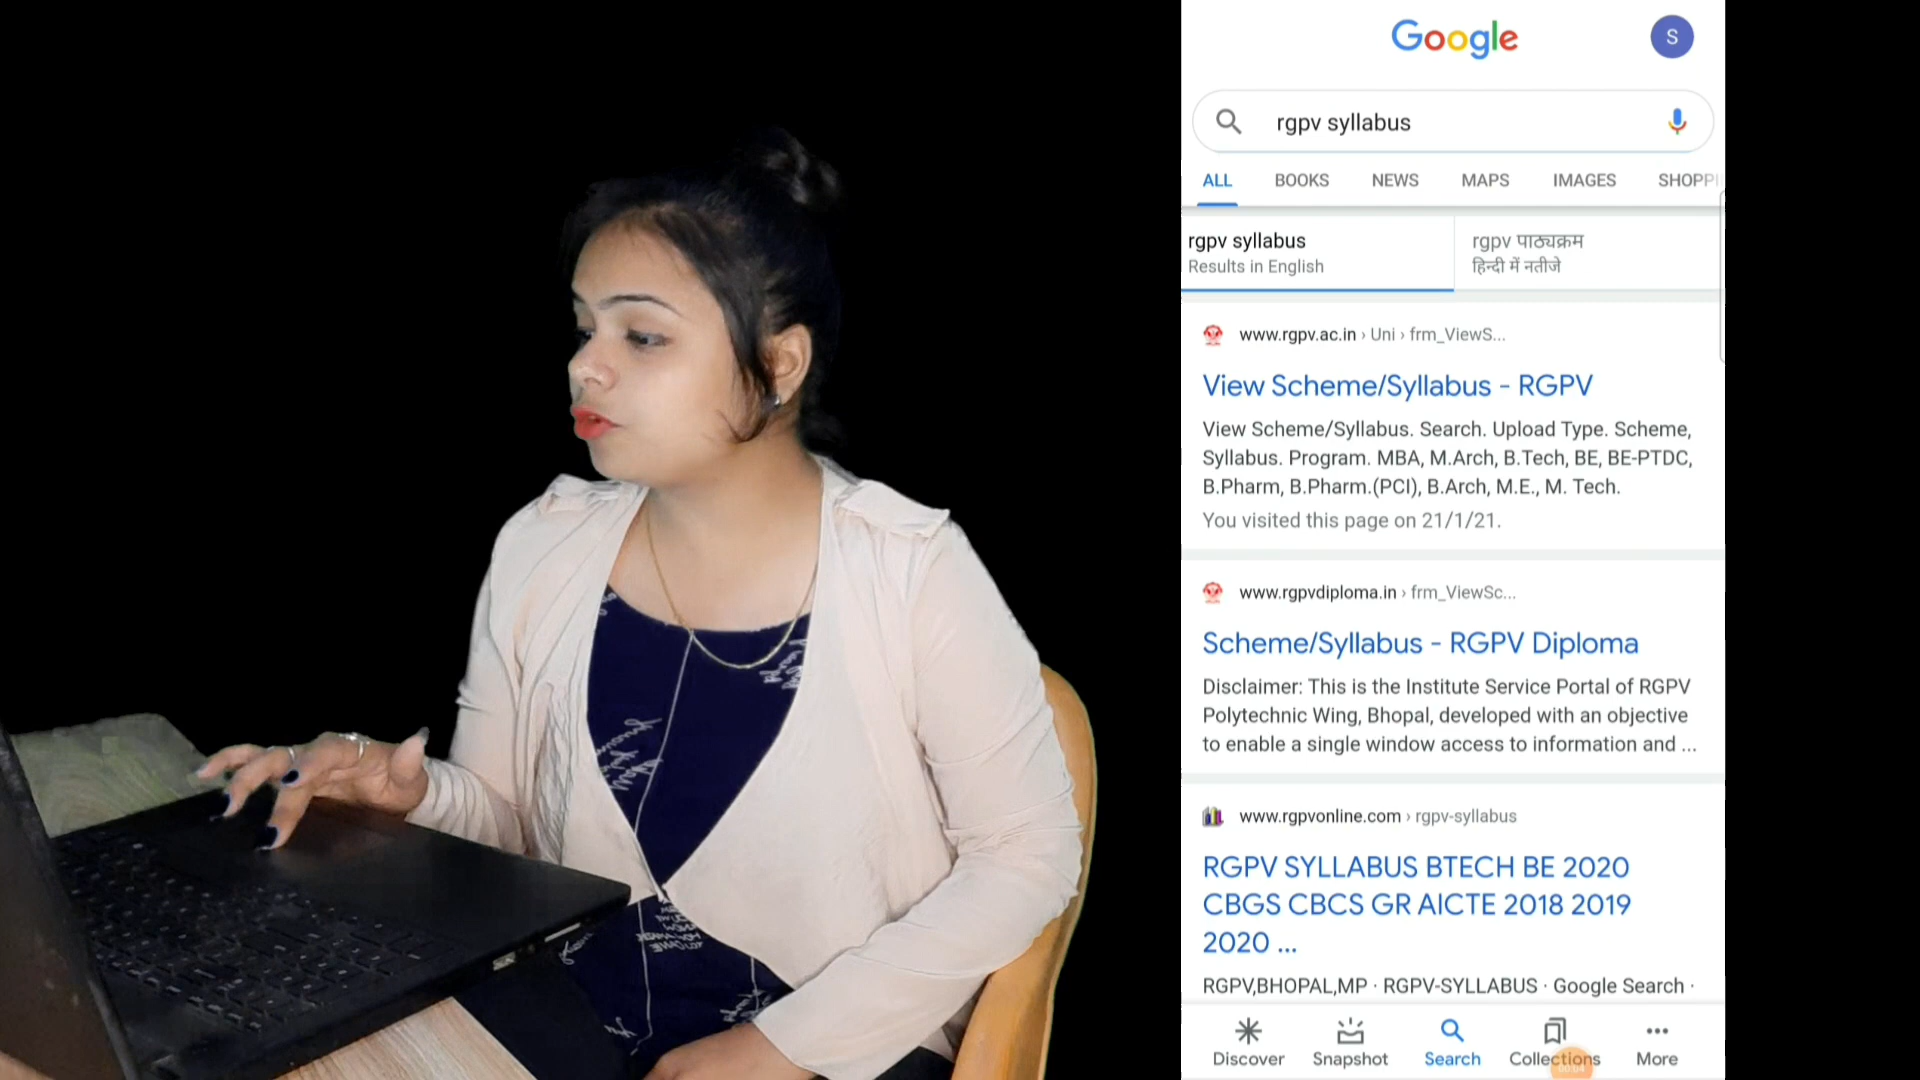 Google
S
rgpv syllabus
ALL BOOKS NEWS MAPS IMAGES SHOPPI
rgpv syllabus
Results in English
rgpv पाठ्यक्रम
हिन्दी में नतीजे
www.rgpv.ac.in › Uni › frm_ViewS...
View Scheme/Syllabus - RGPV
View Scheme/Syllabus. Search. Upload Type. Scheme,
Syllabus. Program. MBA, M.Arch, B.Tech, BE, BE-PTDC,
B.Pharm, B.Pharm.(PCI), B.Arch, M.E., M. Tech.
You visited this page on 21/1/21.
www.rgpvdiploma.in › frm_ViewSc...
Scheme/Syllabus - RGPV Diploma
Disclaimer: This is the Institute Service Portal of RGPV
Polytechnic Wing, Bhopal, developed with an objective
to enable a single window access to information and ...
www.rgpvonline.com › rgpv-syllabus
RGPV SYLLABUS BTECH BE 2020
CBGS CBCS GR AICTE 2018 2019
2020 ...
RGPV,BHOPAL,MP · RGPV-SYLLABUS · Google Search ·
Discover Snapshot Search Collections More
00:04